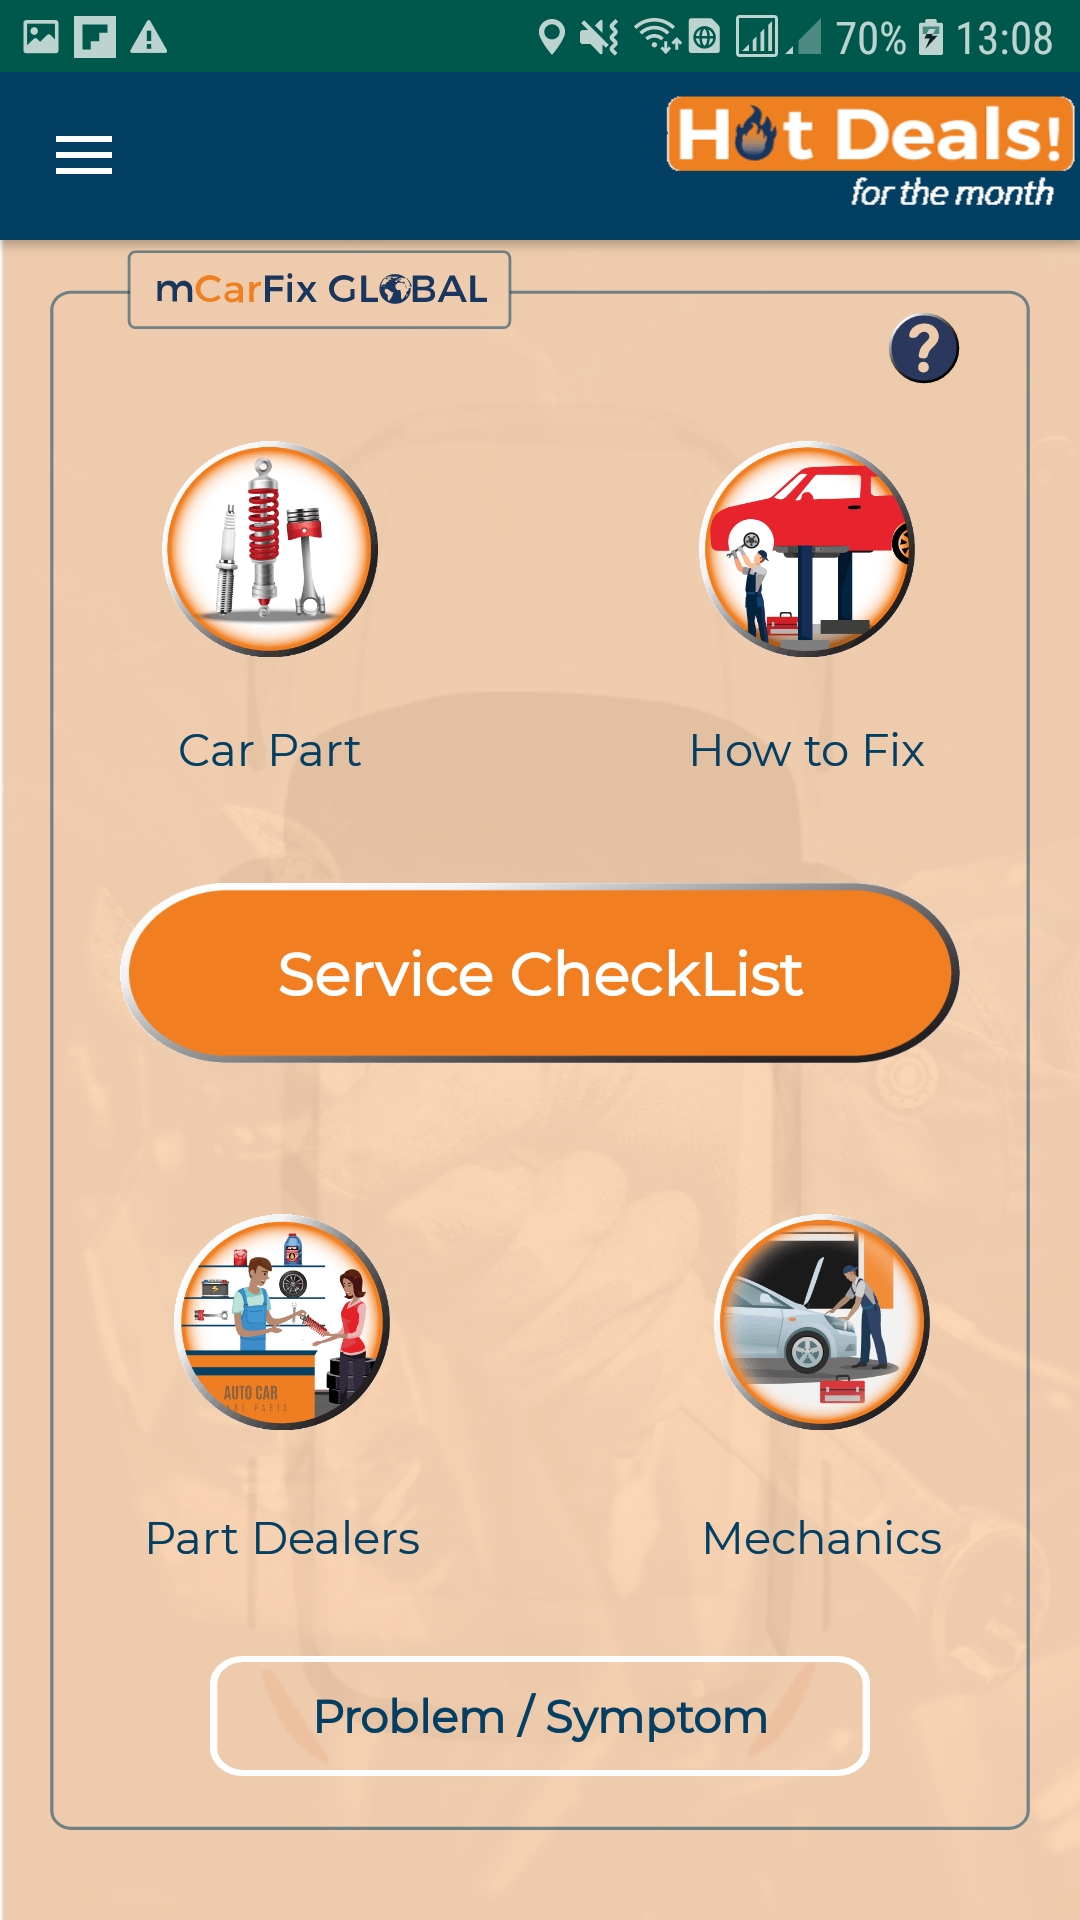 70% 13:08
Hot Deals!
for the month
mCarFix GLOBAL
?
Car Part
How to Fix
Service CheckList
AUTO CAR
Part Dealers
Mechanics
Problem / Symptom